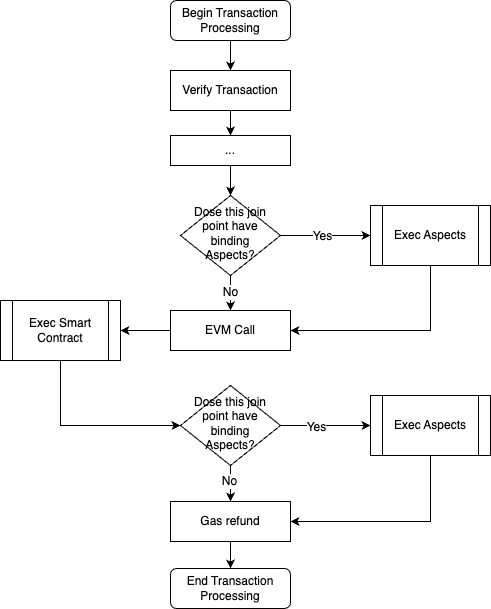 Begin Transaction
Processing
Verify Transaction
...
Dose this join
point have
binding
Aspects?
Yes
Exec Aspects
No
EVM Call
Exec Smart
Contract
Dose this join
point have
binding
Aspects?
Yes
Exec Aspects
No
Gas refund
End Transaction
Processing